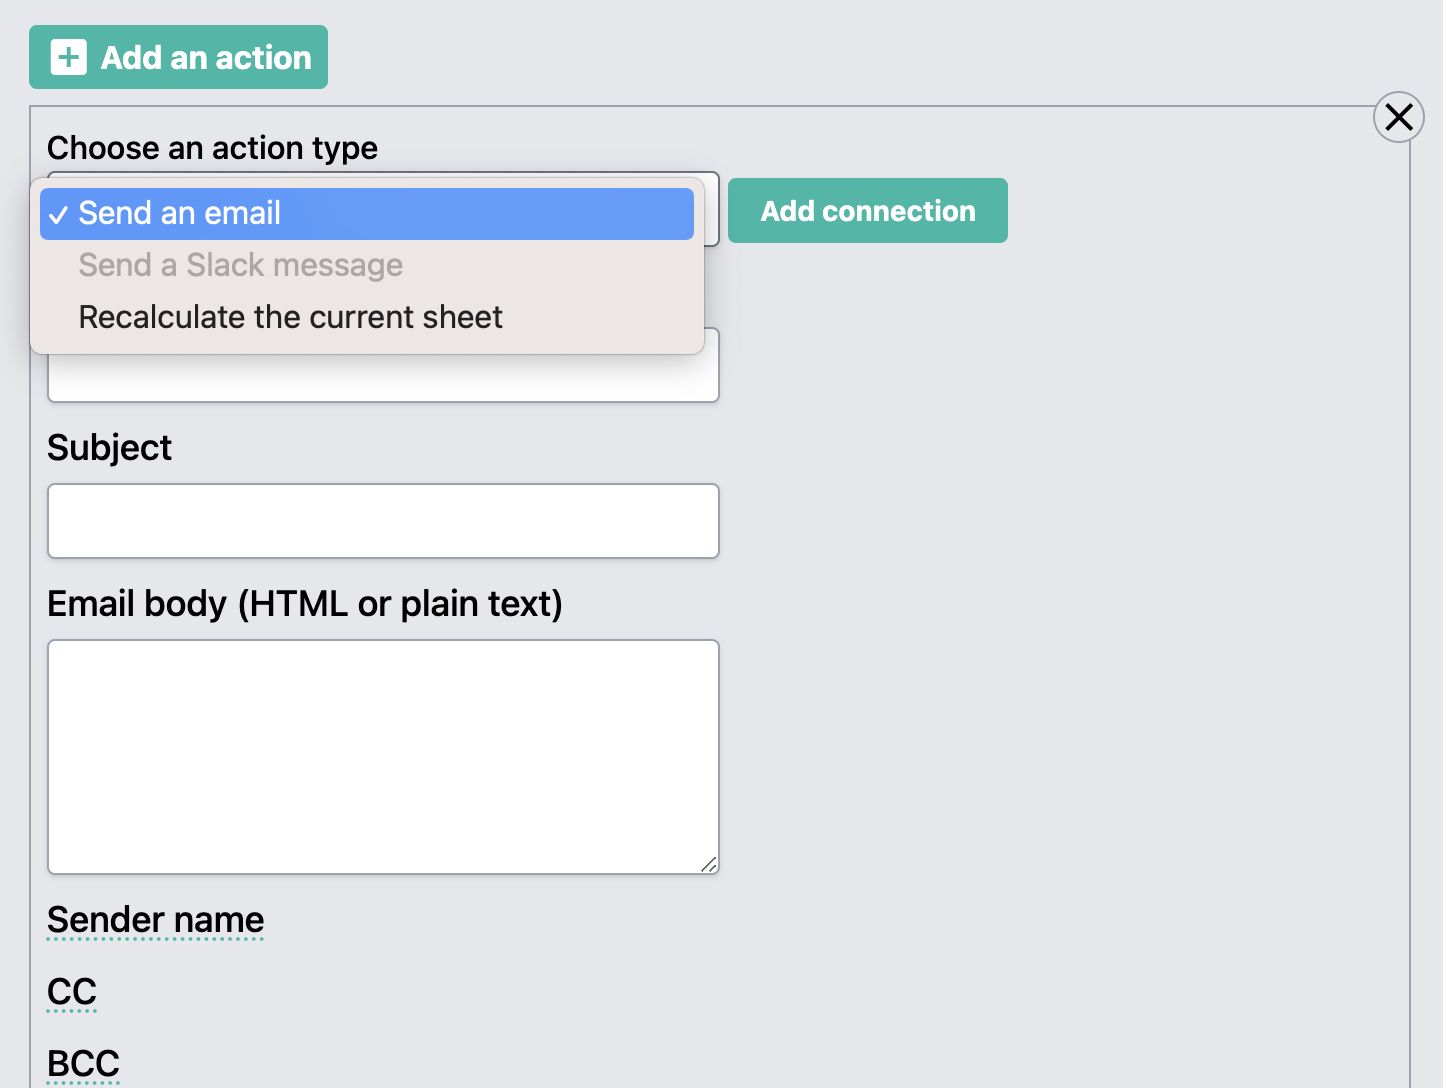 Add an action
Choose an action type
Send an email
Add connection
Send a Slack message
Recalculate the current sheet
Subject
Email body (HTML or plain text)
Sender name
CC
BCC